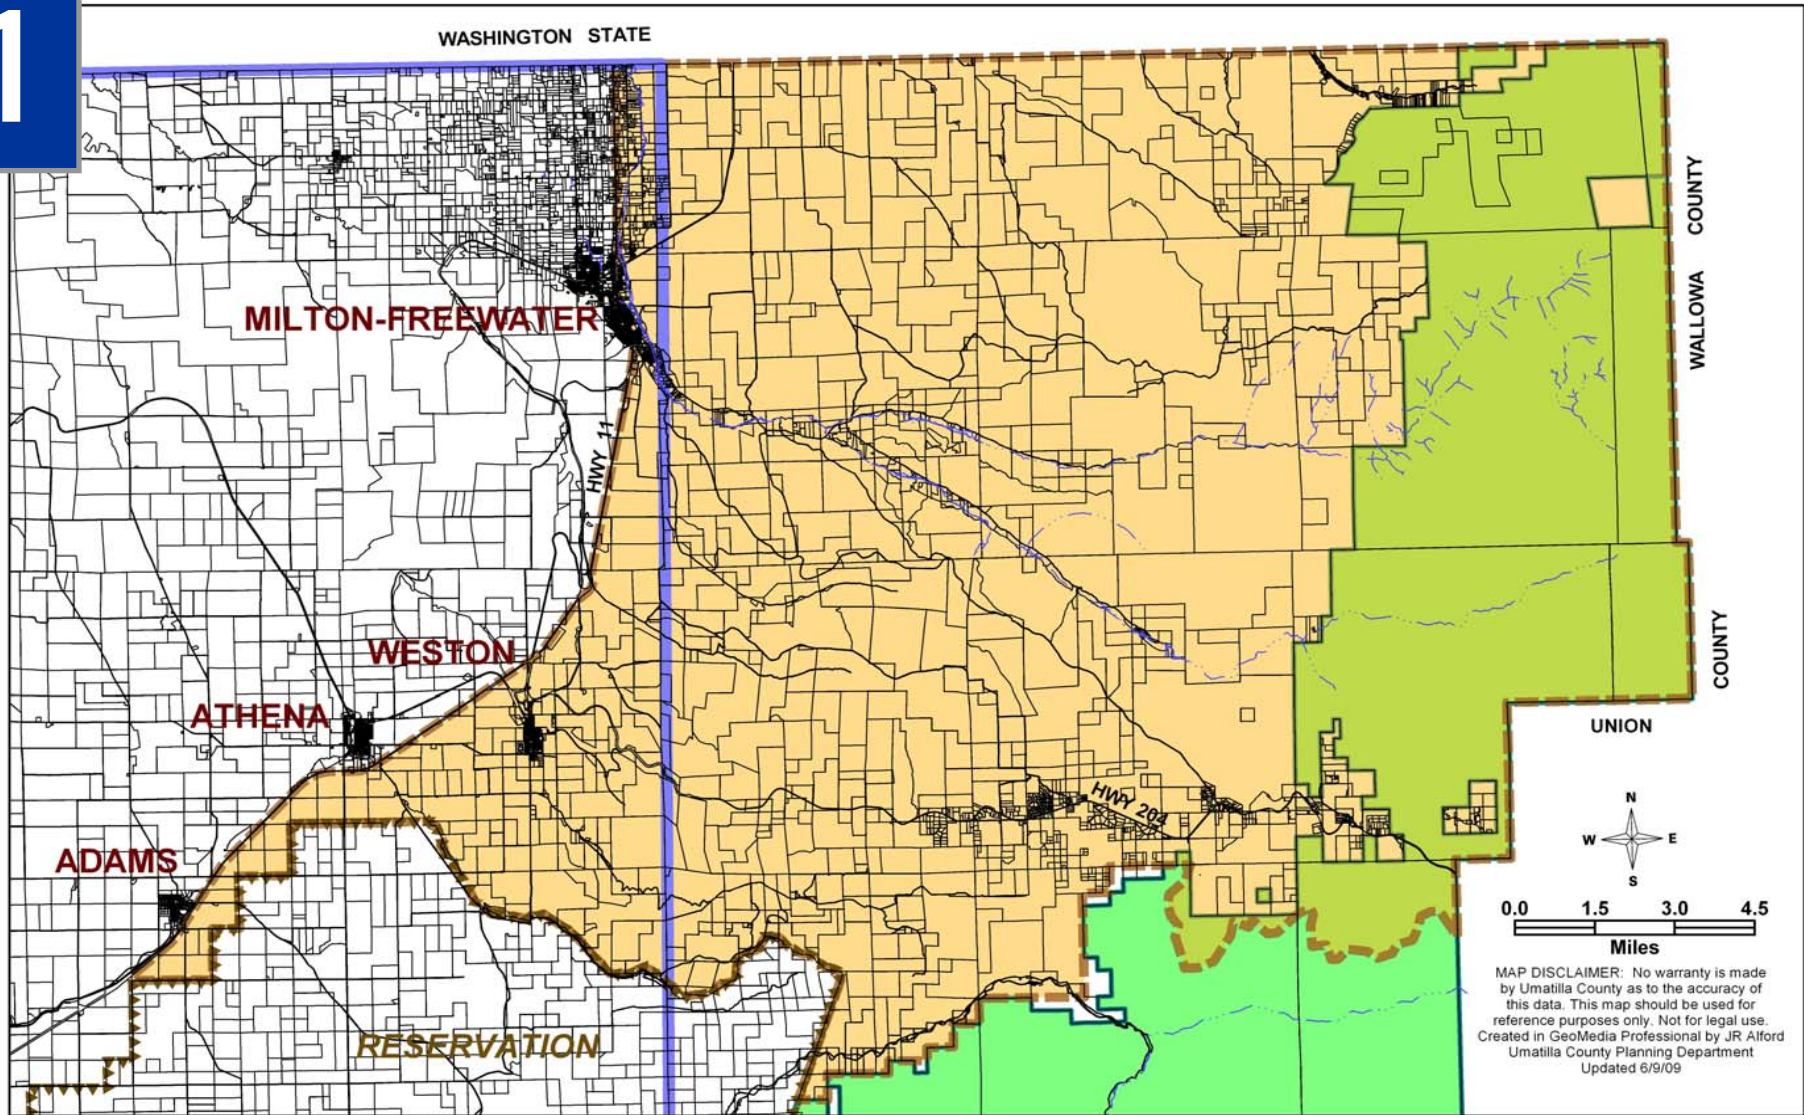 1
WASHINGTON STATE
COUNTY
WALLOWA
MILTON-FREEWATER
HWY 11
WESTON
COUNTY
ATHENA
UNION
HWY 204
N
W E
S
ADAMS
0.0 1.5 3.0 4.5
Miles
MAP DISCLAIMER: No warranty is made
by Umatilla County as to the accuracy of
this data. This map should be used for
reference purposes only. Not for legal use.
Created in GeoMedia Professional by JR Alford
Umatilla County Planning Department
Updated 6/9/09
RESERVATION